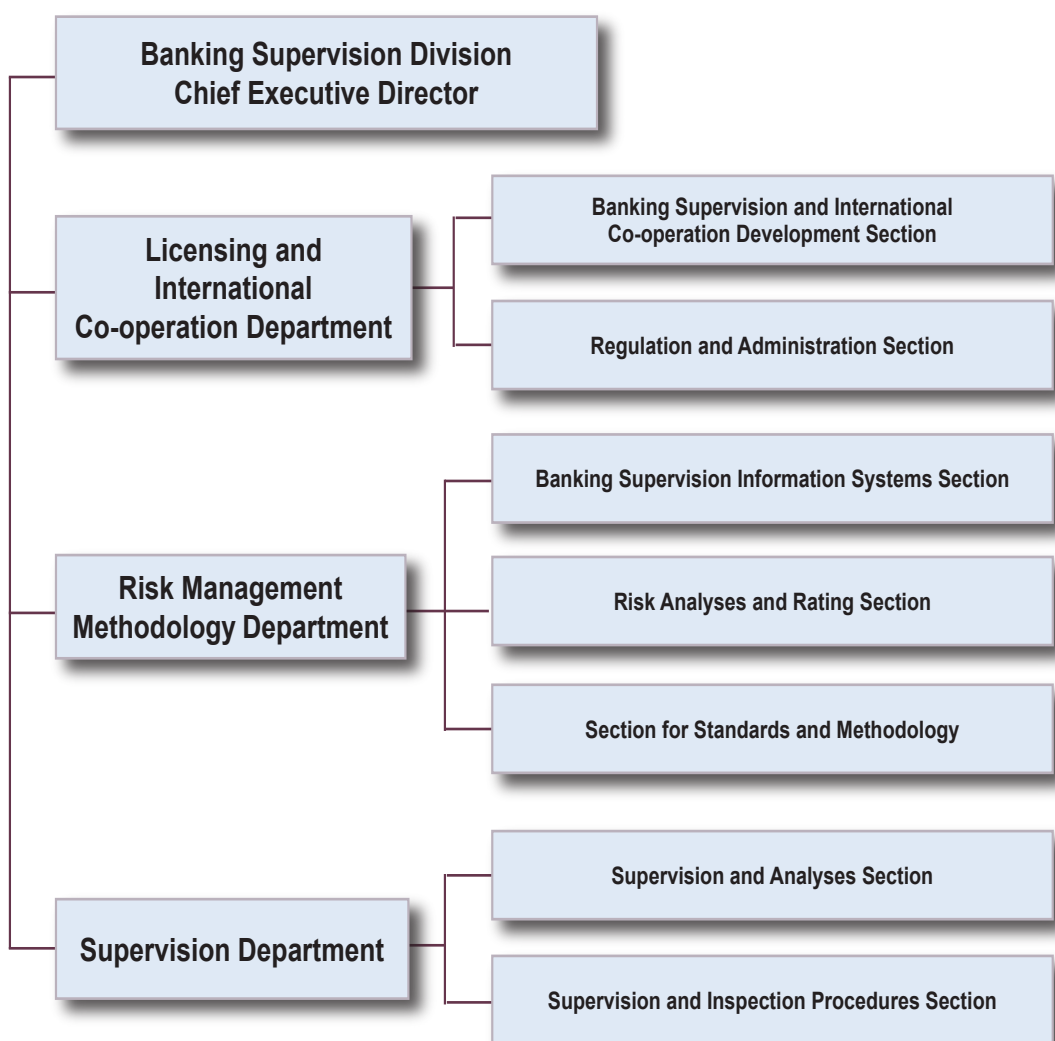 Banking Supervision Division
Chief Executive Director
Licensing and
International
Co-operation Department
Banking Supervision and International
Co-operation Development Section
Regulation and Administration Section
Risk Management
Methodology Department
Banking Supervision Information Systems Section
Risk Analyses and Rating Section
Section for Standards and Methodology
Supervision Department
Supervision and Analyses Section
Supervision and Inspection Procedures Section